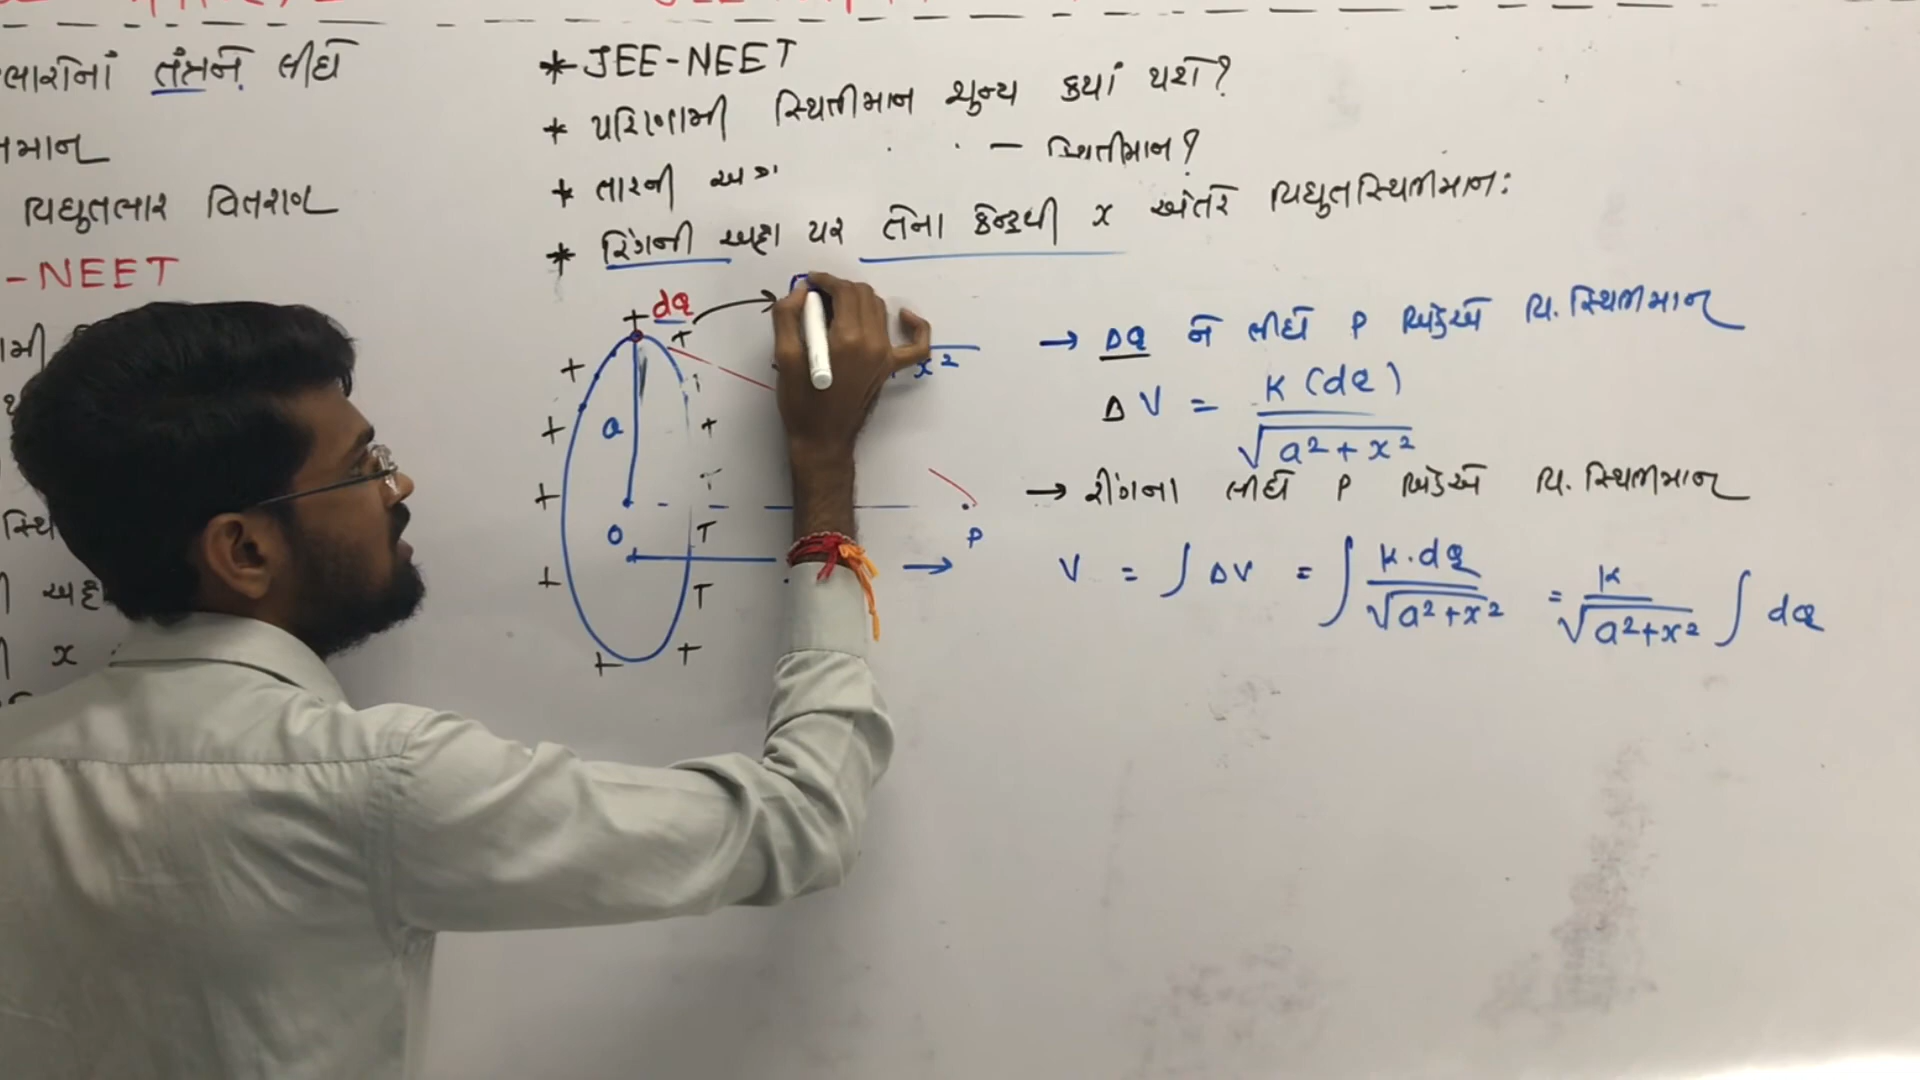 ભારોનાં તંત્રને લીધે
વિદ્યુતભાર વિતરણ
-NEET
x
* JEE-NEET
* પરિણામી સ્થિતીમાન શુન્ય ક્યાં થશે?
* તારની — સ્થિતીમાન?
* રિંગની અક્ષ પર તેના કેન્દ્રથી x અંતરે વિદ્યુતસ્થિતીમાન:
dQ
a
O
P
x²
→ ΔQ ને લીધે P બિંદુએ વિ. સ્થિતીમાન
ΔV = K(dQ) / √(a²+x²)
→ રીંગના લીધે P બિંદુએ વિ. સ્થિતીમાન
V = ∫ΔV = ∫ K.dQ / √(a²+x²) = K / √(a²+x²) ∫ dQ